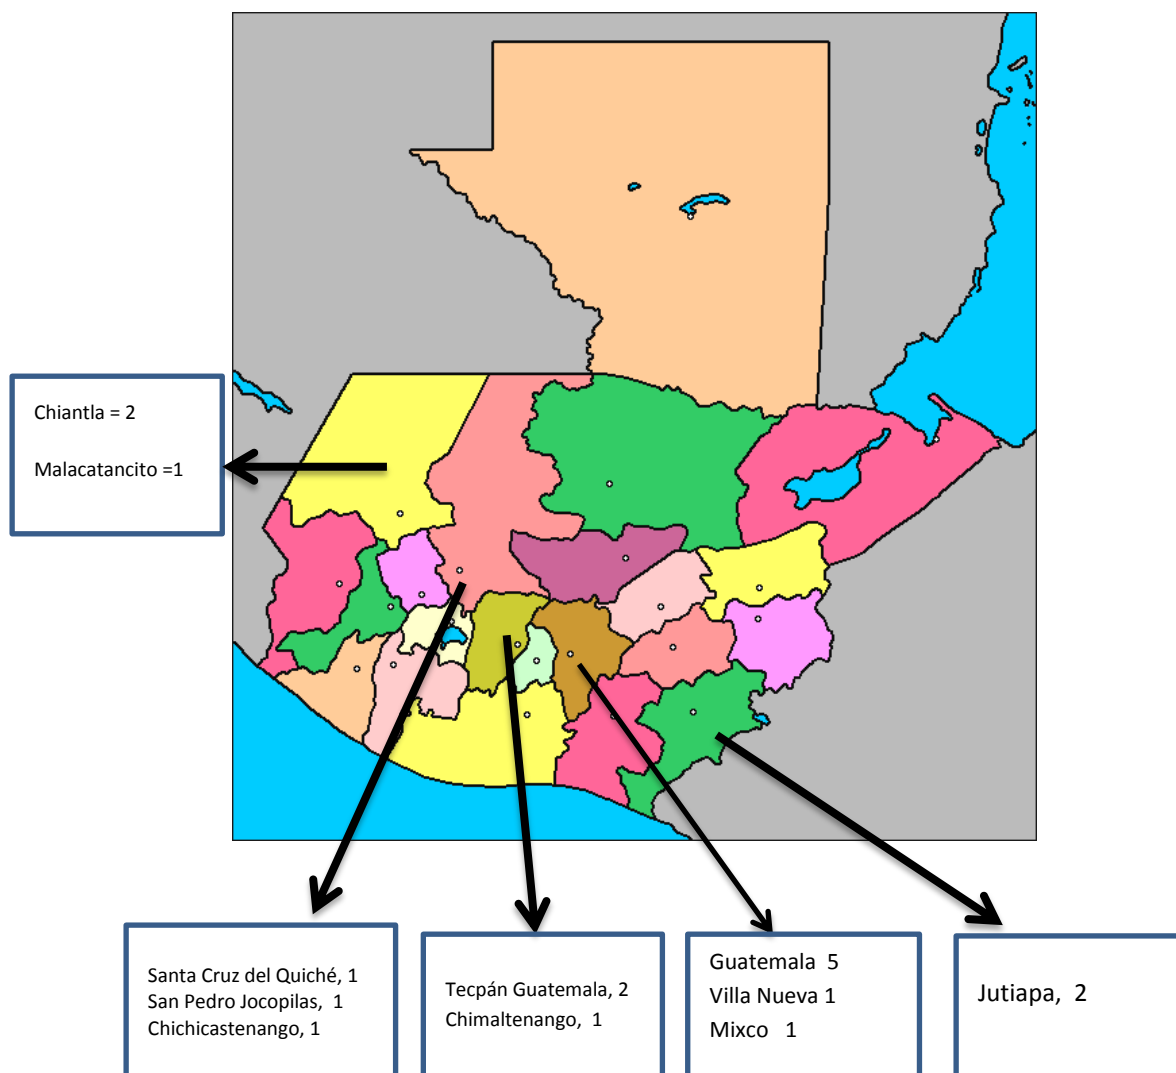 Chiantla = 2
Malacatancito =1
Santa Cruz del Quiché, 1
San Pedro Jocopilas, 1
Chichicastenango, 1
Tecpán Guatemala, 2
Chimaltenango, 1
Guatemala 5
Villa Nueva 1
Mixco 1
Jutiapa, 2